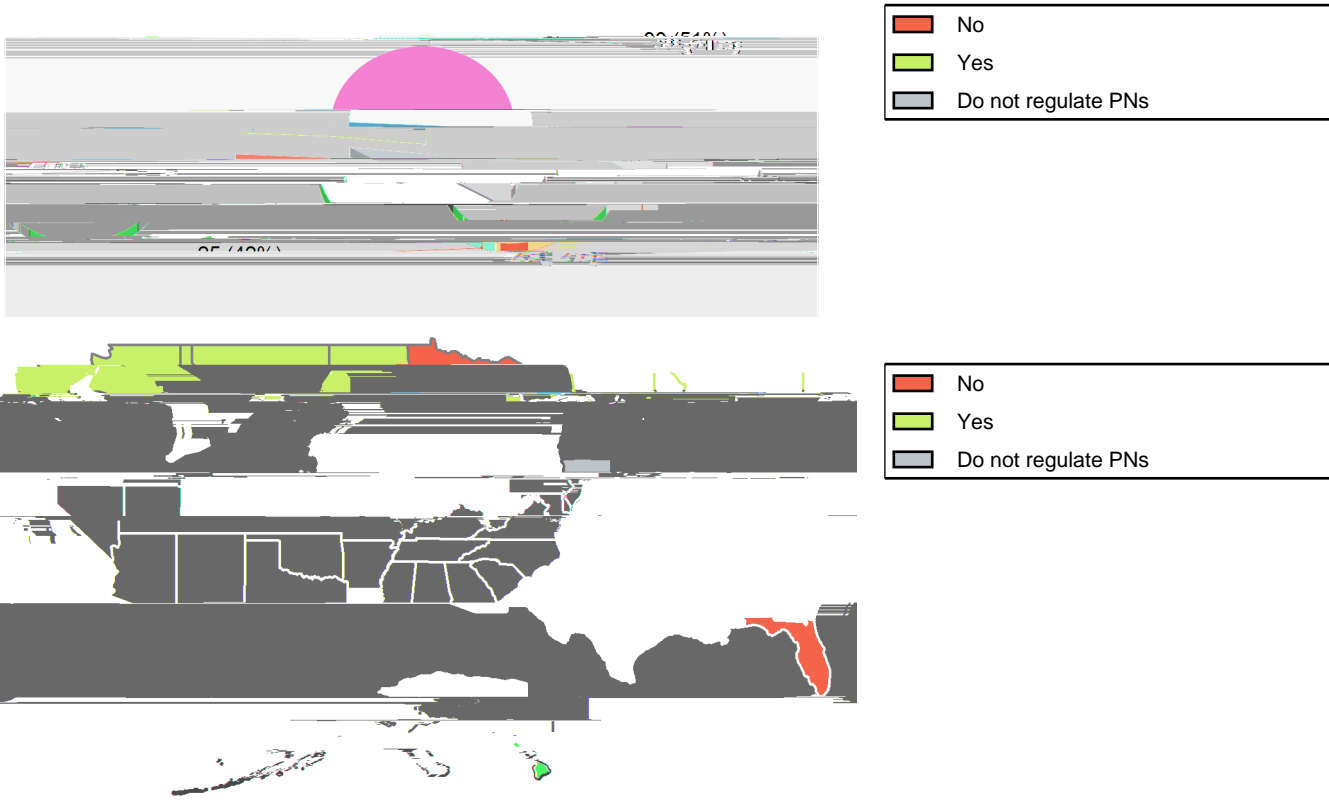 No
Yes
Do not regulate PNs
No
Yes
Do not regulate PNs